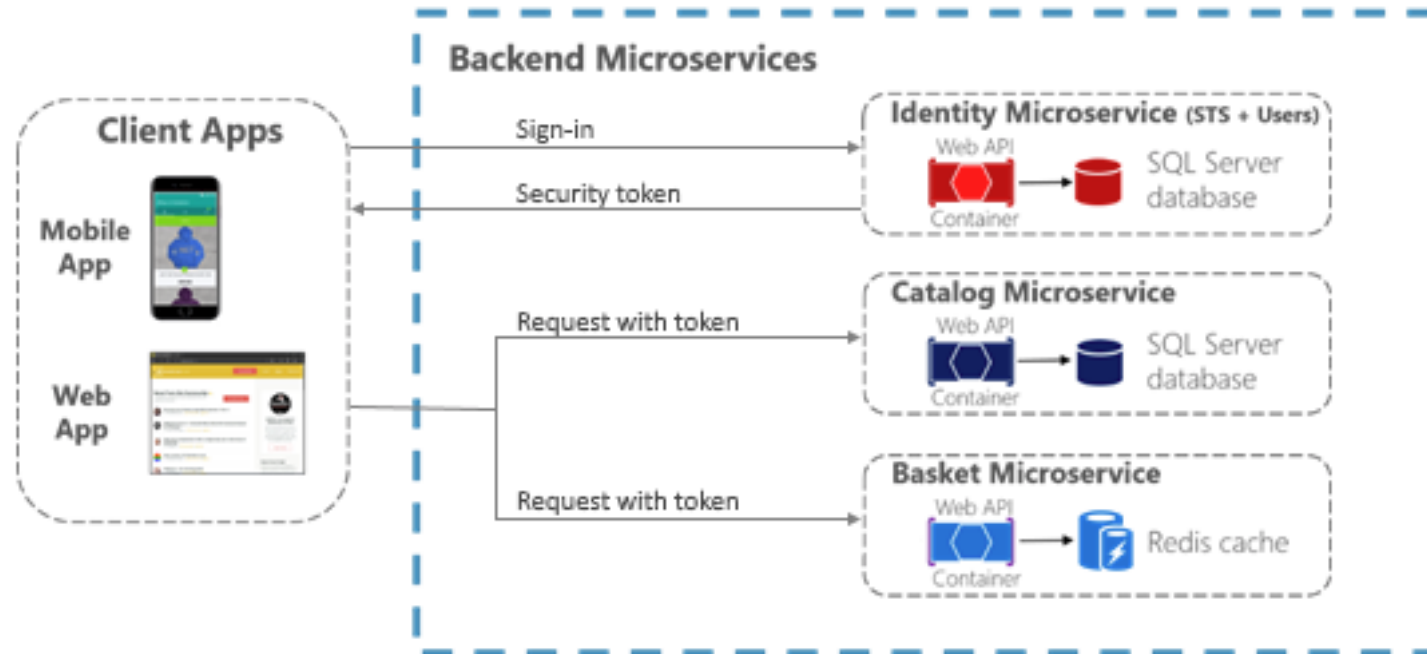 Backend Microservices
Client Apps
Mobile
App
Web
App
Sign-in
Security token
Request with token
Request with token
Identity Microservice (STS + Users)
Web API
Container
SQL Server
database
Catalog Microservice
Web API
Container
SQL Server
database
Basket Microservice
Web API
Container
Redis cache